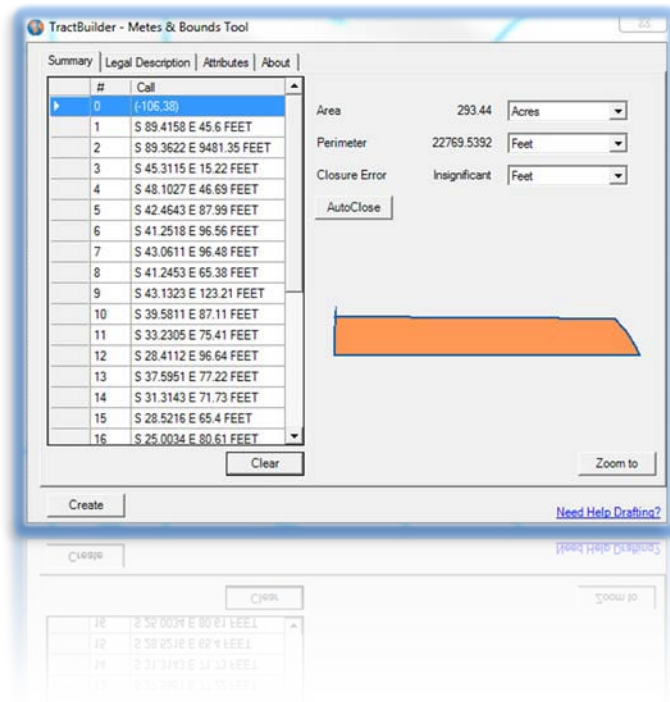 TractBuilder - Metes & Bounds Tool
Summary Legal Description Attributes About
# Call
0 (-106,38)
1 S 89.4158 E 45.6 FEET
2 S 89.3622 E 9481.35 FEET
3 S 45.3115 E 15.22 FEET
4 S 48.1027 E 46.69 FEET
5 S 42.4643 E 87.99 FEET
6 S 41.2518 E 96.56 FEET
7 S 43.0611 E 96.48 FEET
8 S 41.2453 E 65.38 FEET
9 S 43.1323 E 123.21 FEET
10 S 39.5811 E 87.11 FEET
11 S 33.2305 E 75.41 FEET
12 S 28.4112 E 96.64 FEET
13 S 37.5951 E 77.22 FEET
14 S 31.3143 E 71.73 FEET
15 S 28.5216 E 65.4 FEET
16 S 25.0034 E 80.61 FEET
Area 293.44 Acres
Perimeter 22769.5392 Feet
Closure Error Insignificant Feet
AutoClose
Clear
Zoom to
Create
Need Help Drafting?